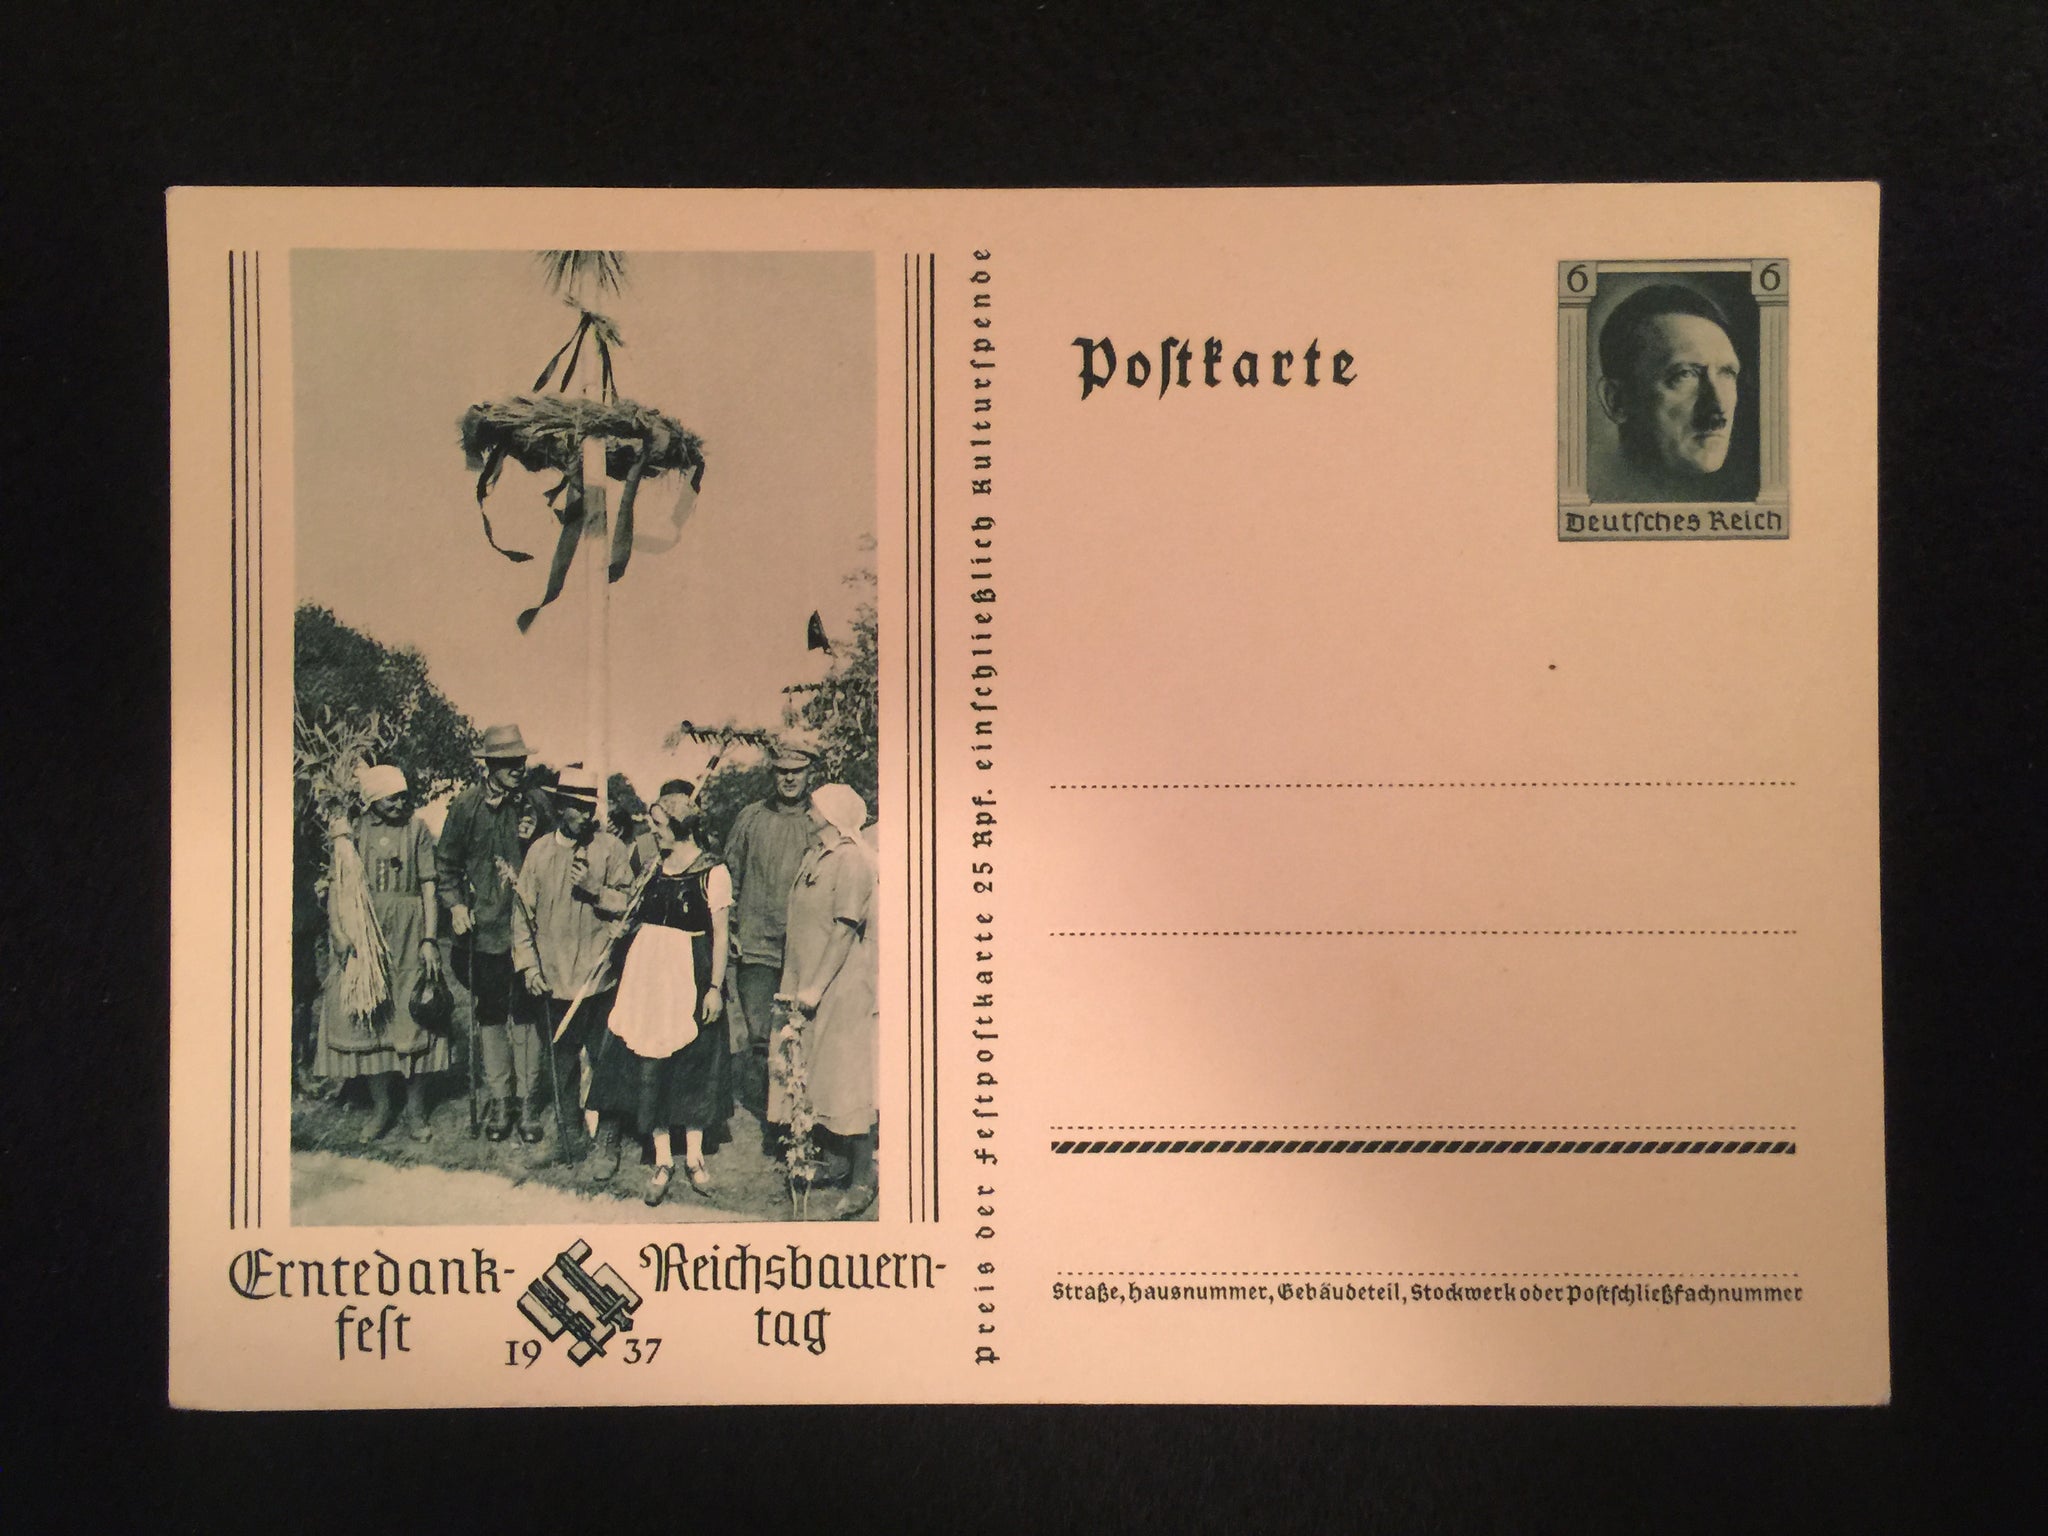 Erntedank-
fest
19 37
Reichsbauern-
tag
Preis der Festpostkarte 25 Rpf. einschließlich Kulturspende
Postkarte
6 6
Deutsches Reich
Straße, Hausnummer, Gebäudeteil, Stockwerk oder Postschließfachnummer